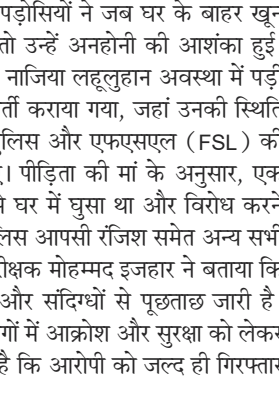 पड़ोसियों ने जब घर के बाहर खून
तो उन्हें अनहोनी की आशंका हुई
नाजिया लहूलुहान अवस्था में पड़ी
र्ती कराया गया, जहां उनकी स्थिति
लिस और एफएसएल (FSL) की
। पीड़िता की मां के अनुसार, एक
घर में घुसा था और विरोध करने
लिस आपसी रंजिश समेत अन्य सभी
रीक्षक मोहम्मद इजहार ने बताया कि
और संदिग्धों से पूछताछ जारी है
गों में आक्रोश और सुरक्षा को लेकर
है कि आरोपी को जल्द ही गिरफ्तार